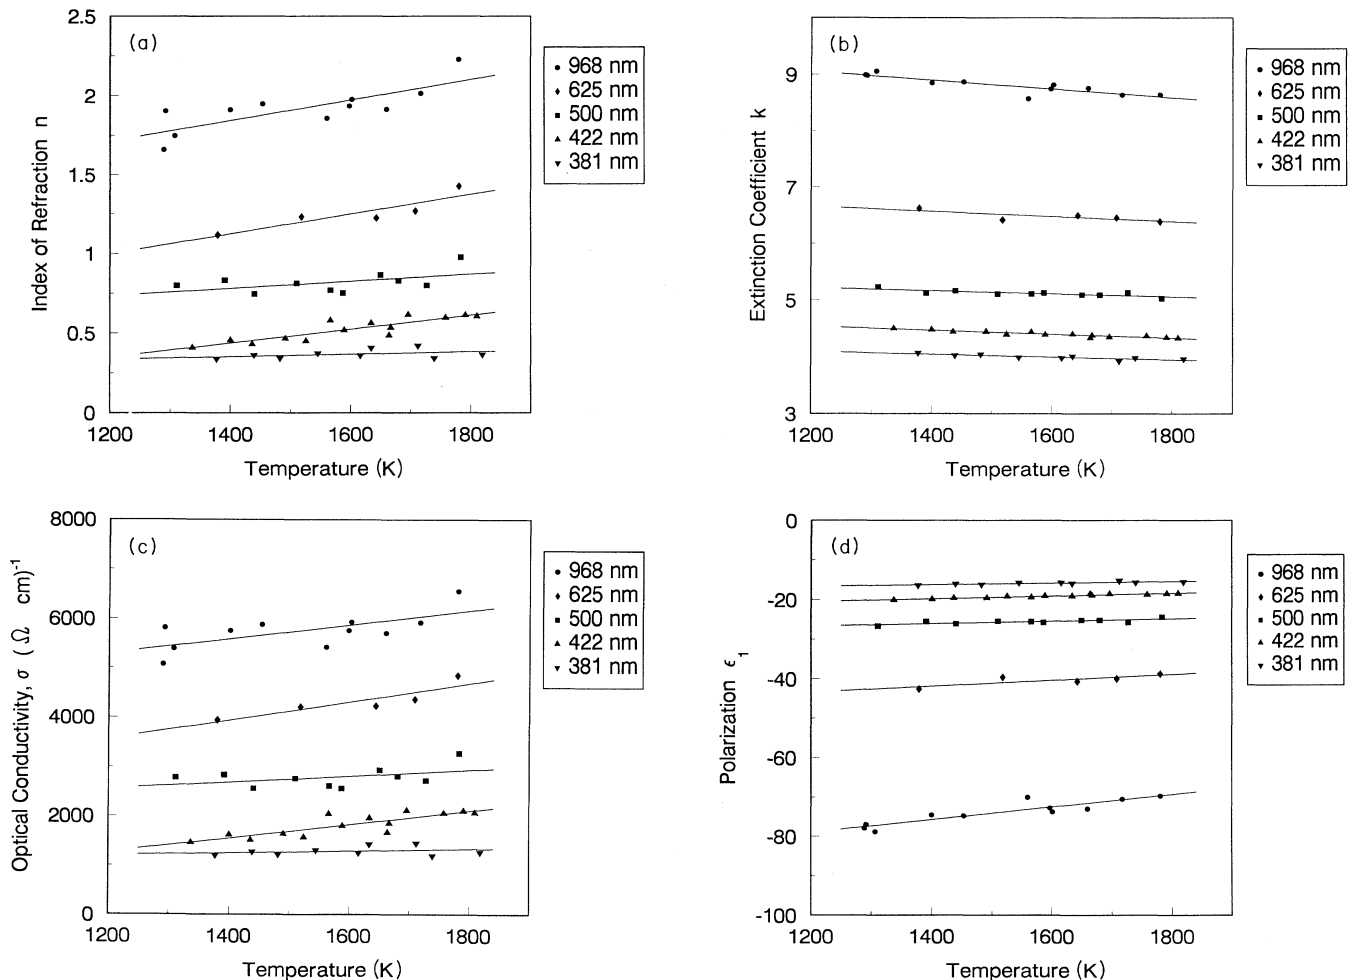 (a)
2.5
2
1.5
1
0.5
0
1200 1400 1600 1800
Temperature (K)
Index of Refraction n
968 nm
625 nm
500 nm
422 nm
381 nm
(b)
9
7
5
3
1200 1400 1600 1800
Temperature (K)
Extinction Coefficient k
968 nm
625 nm
500 nm
422 nm
381 nm
(c)
8000
6000
4000
2000
0
1200 1400 1600 1800
Temperature (K)
Optical Conductivity, σ ( Ω cm)⁻¹
968 nm
625 nm
500 nm
422 nm
381 nm
(d)
0
-20
-40
-60
-80
-100
1200 1400 1600 1800
Temperature (K)
Polarization ϵ₁
968 nm
625 nm
500 nm
422 nm
381 nm